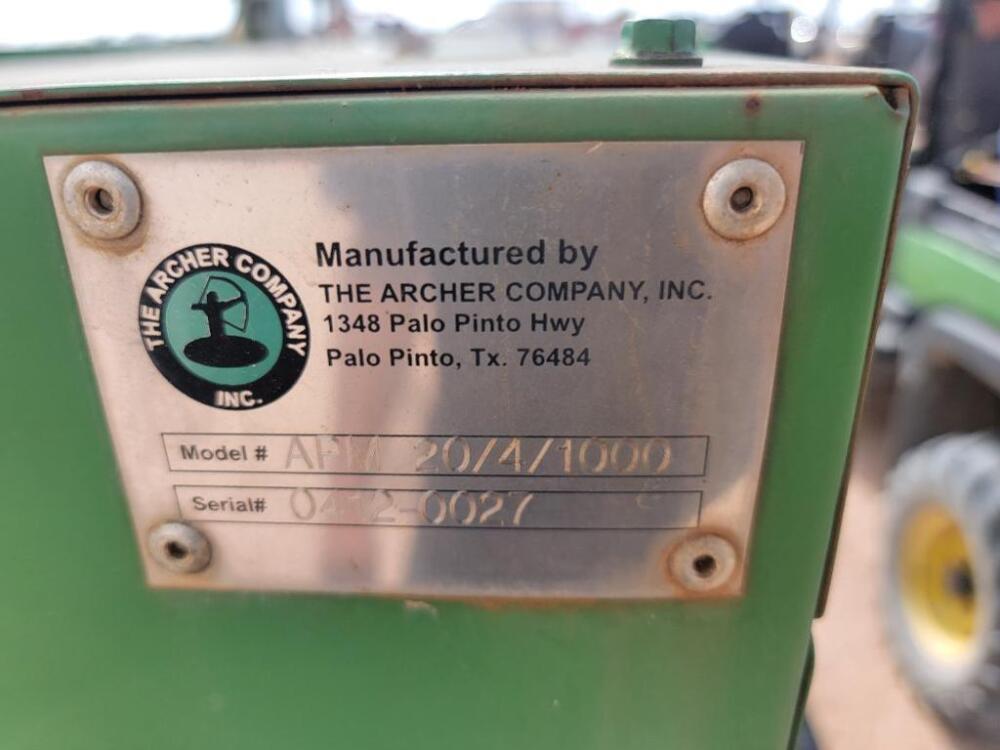 THE ARCHER COMPANY
INC.
Manufactured by
THE ARCHER COMPANY, INC.
1348 Palo Pinto Hwy
Palo Pinto, Tx. 76484
Model # APM 20/4/1000
Serial#